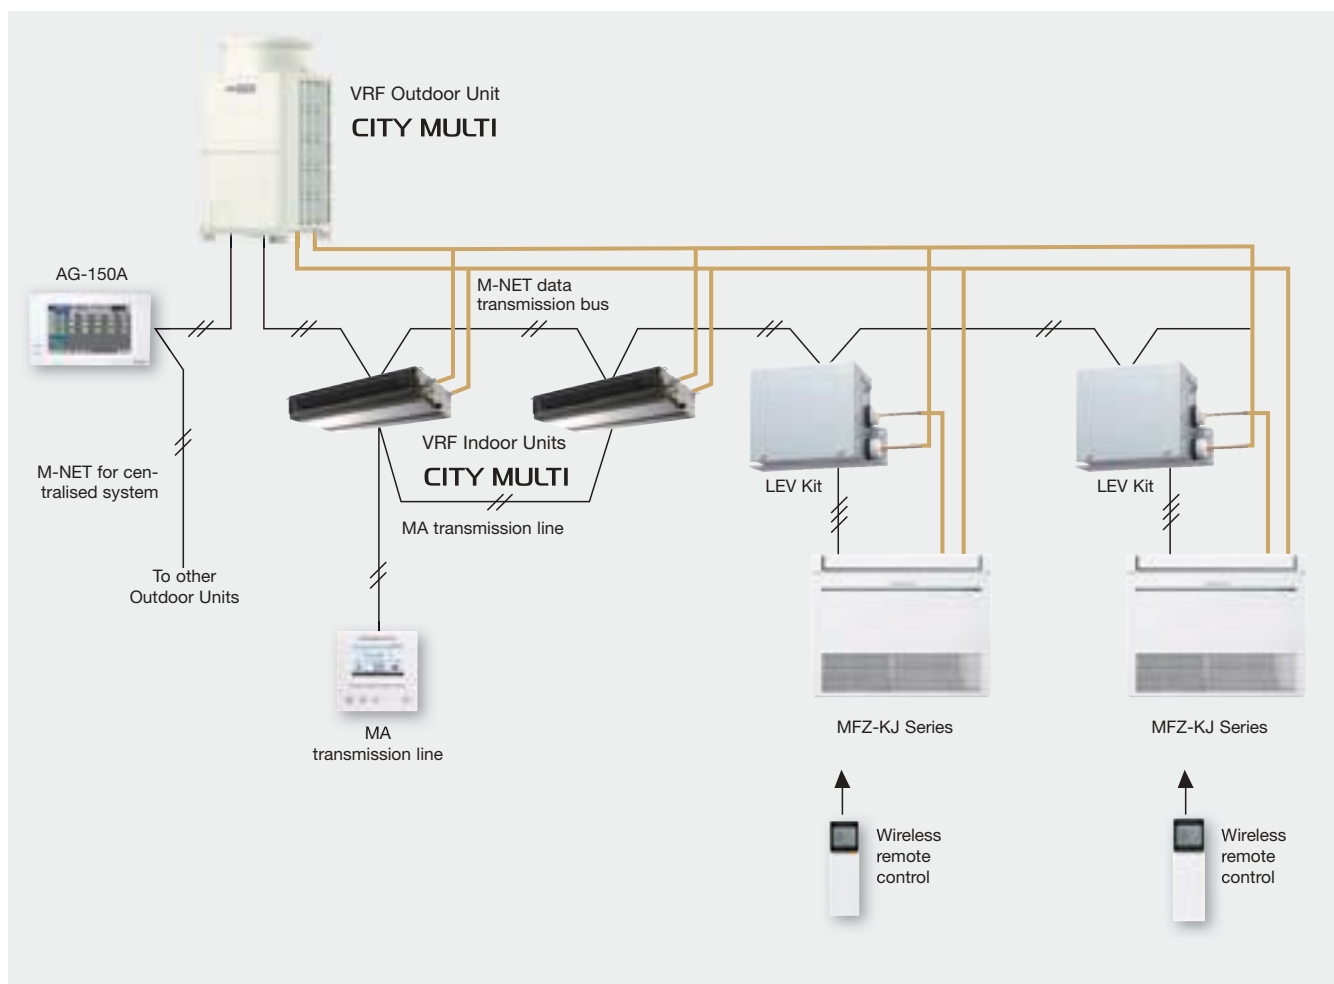 VRF Outdoor Unit
CITY MULTI
AG-150A
M-NET data
transmission bus
VRF Indoor Units
CITY MULTI
M-NET for cen-
tralised system
LEV Kit
LEV Kit
MA transmission line
To other
Outdoor Units
MFZ-KJ Series
MFZ-KJ Series
MA
transmission line
Wireless
remote
control
Wireless
remote
control